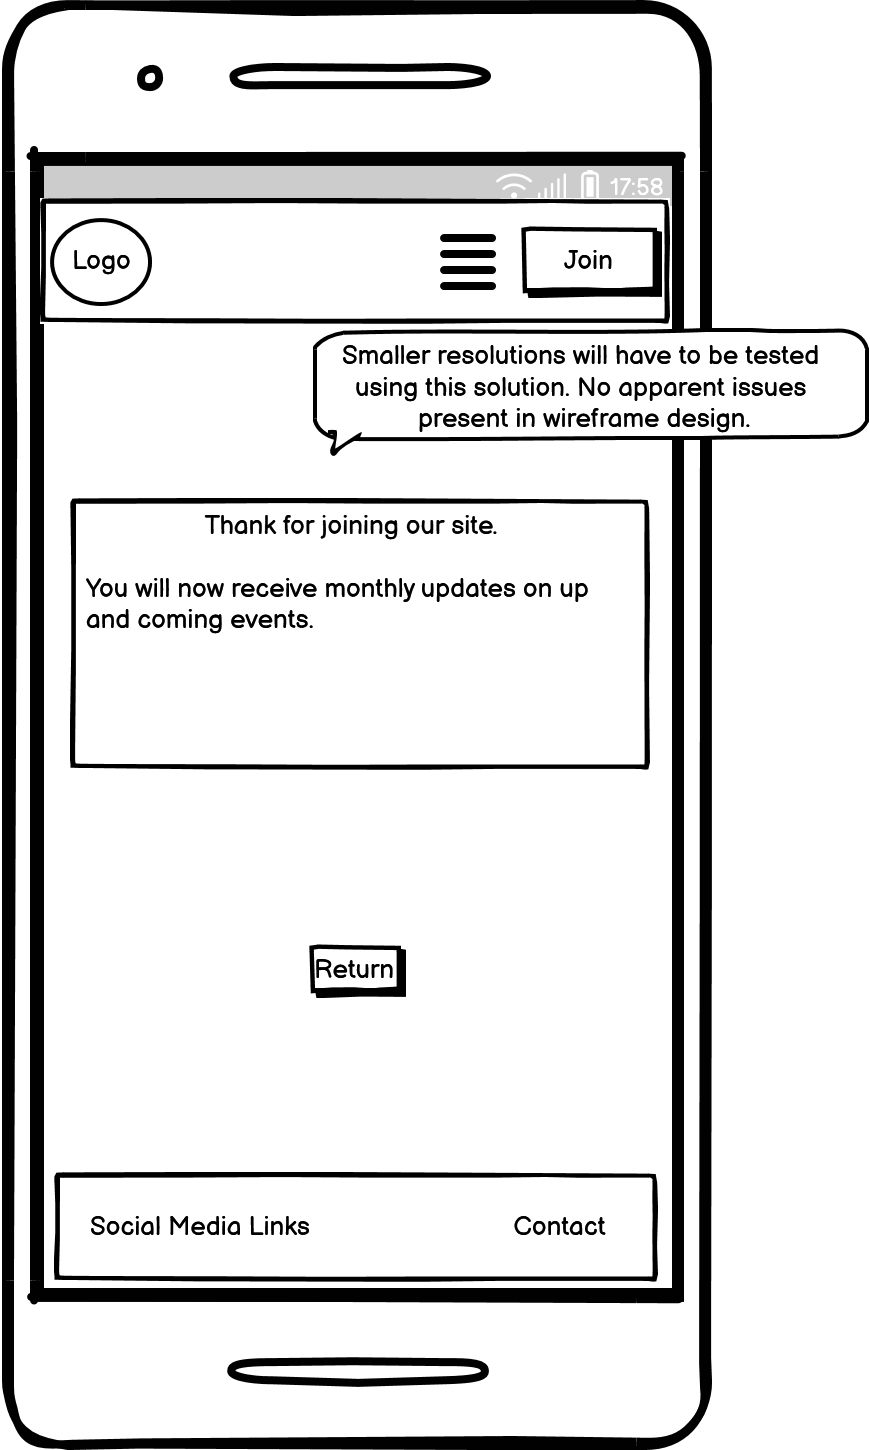 17:58
Logo
Join
Smaller resolutions will have to be tested
using this solution. No apparent issues
present in wireframe design.
Thank for joining our site.
You will now receive monthly updates on up
and coming events.
Return
Social Media Links
Contact